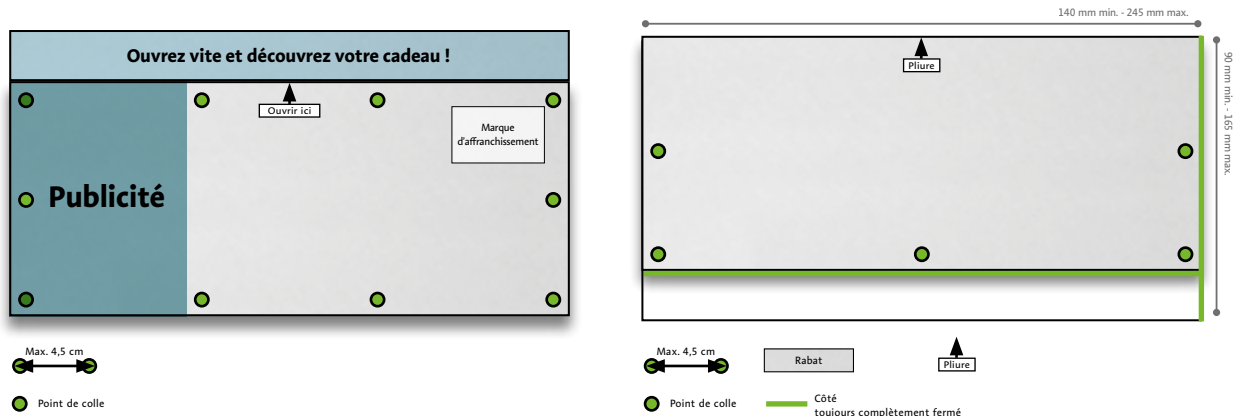 Ouvrez vite et découvrez votre cadeau !
Ouvrir ici
Marque
d'affranchissement
Publicité
Max. 4,5 cm
Point de colle
140 mm min. - 245 mm max.
90 mm min. - 165 mm max.
Pliure
Max. 4,5 cm
Rabat
Pliure
Point de colle
Côté
toujours complètement fermé